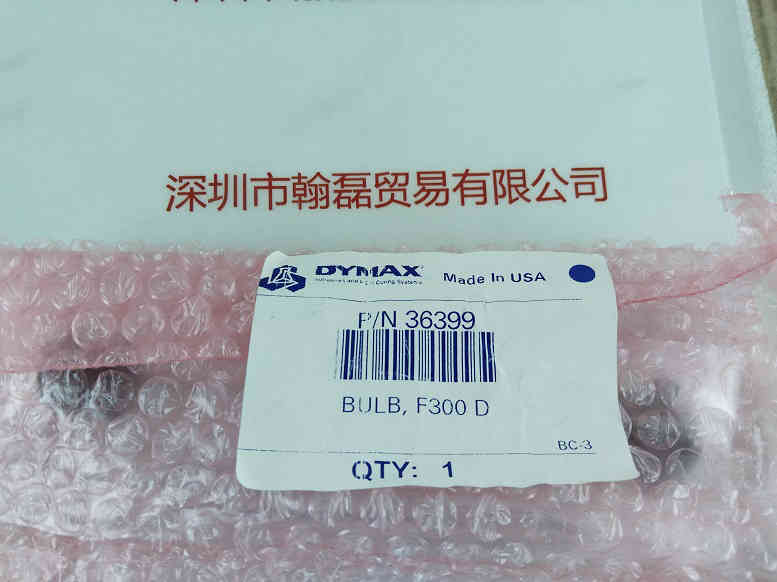 深圳市翰磊贸易有限公司
DYMAX Made In USA
P/N 36399
BULB, F300 D
BC-3
QTY: 1